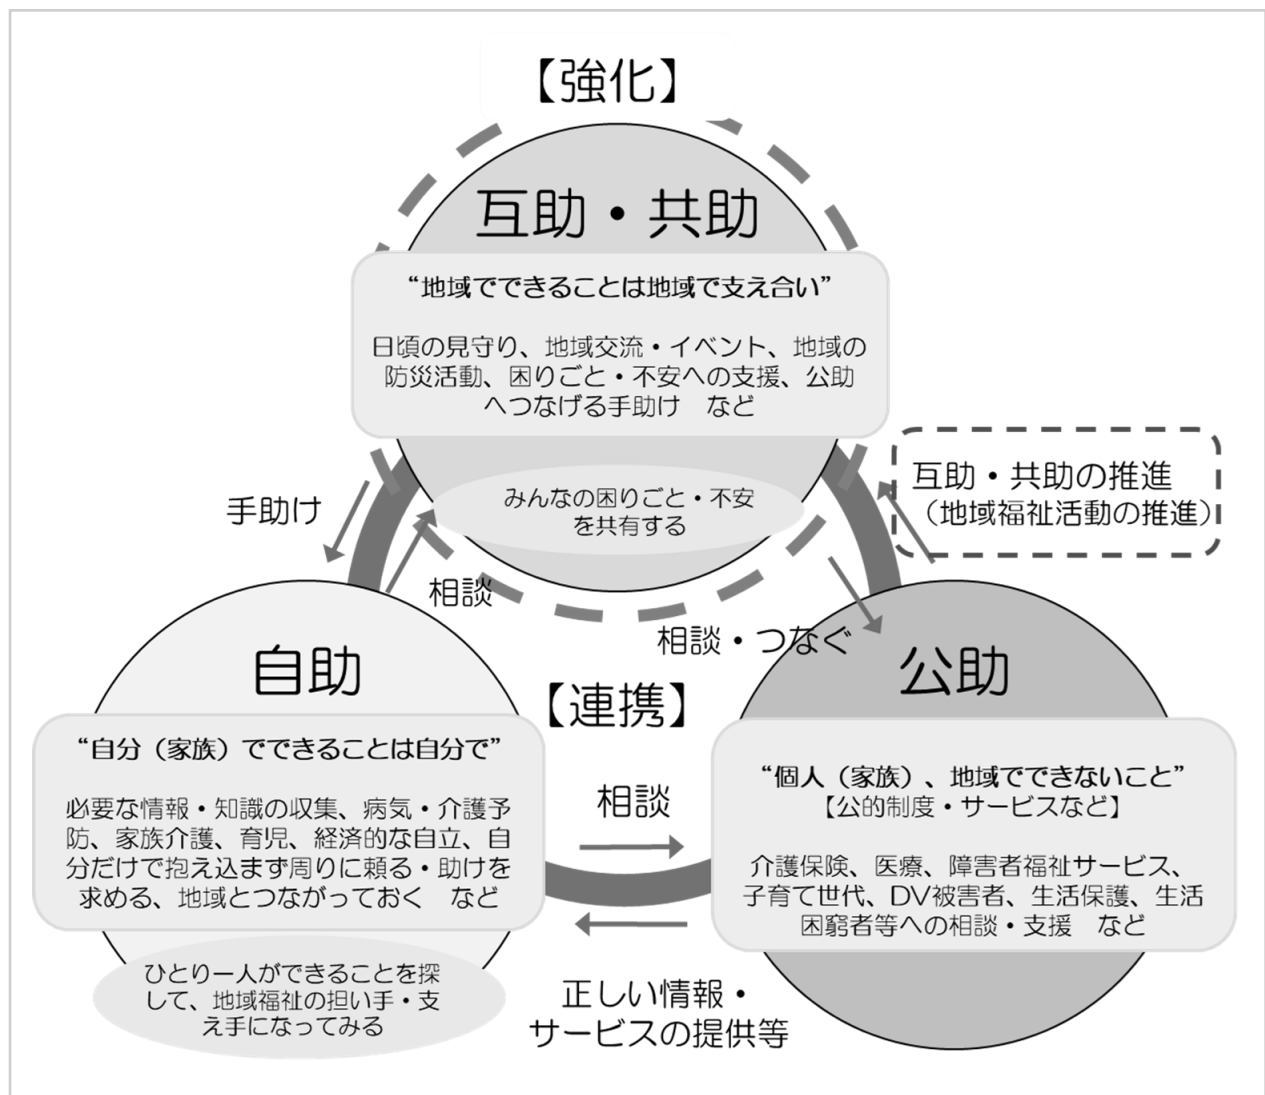 【強化】
互助・共助
“地域でできることは地域で支え合い”
日頃の見守り、地域交流・イベント、地域の
防災活動、困りごと・不安への支援、公助
へつなげる手助け　など
みんなの困りごと・不安
を共有する
手助け
相談
互助・共助の推進
（地域福祉活動の推進）
相談・つなぐ
自助
“自分（家族）でできることは自分で”
必要な情報・知識の収集、病気・介護予
防、家族介護、育児、経済的な自立、自
分だけで抱え込まず周りに頼る・助けを
求める、地域とつながっておく　など
ひとり一人ができることを探
して、地域福祉の担い手・支
え手になってみる
【連携】
相談
正しい情報・
サービスの提供等
公助
“個人（家族）、地域でできないこと”
【公的制度・サービスなど】
介護保険、医療、障害者福祉サービス、
子育て世代、DV被害者、生活保護、生活
困窮者等への相談・支援　など